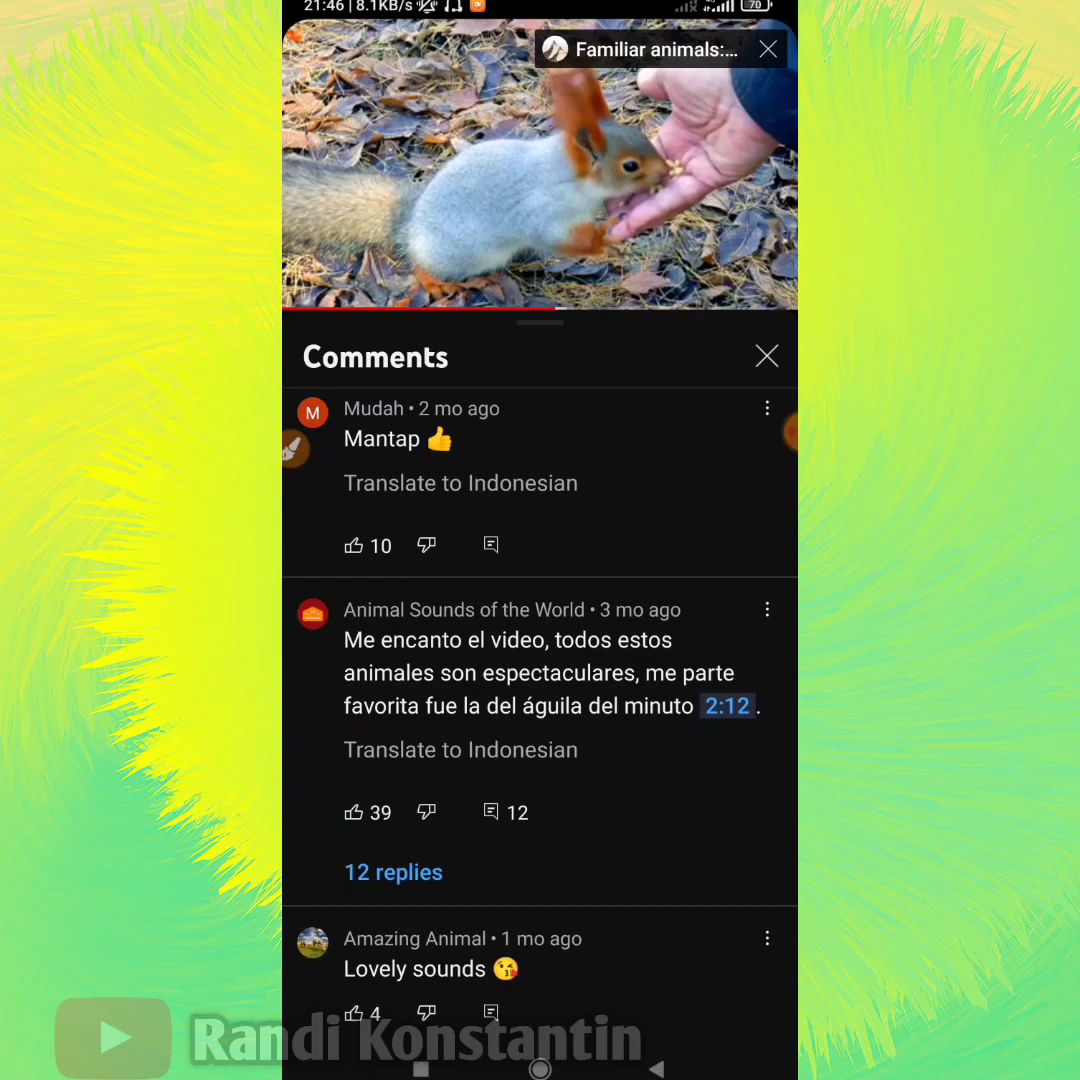 21:46 | 8.1KB/s
70
Familiar animals:...
Comments
M
Mudah • 2 mo ago
Mantap 👍
Translate to Indonesian
10
Animal Sounds of the World • 3 mo ago
Me encanto el video, todos estos
animales son espectaculares, me parte
favorita fue la del águila del minuto 2:12.
Translate to Indonesian
39 12
12 replies
Amazing Animal • 1 mo ago
Lovely sounds 😘
4
Randi Konstantin